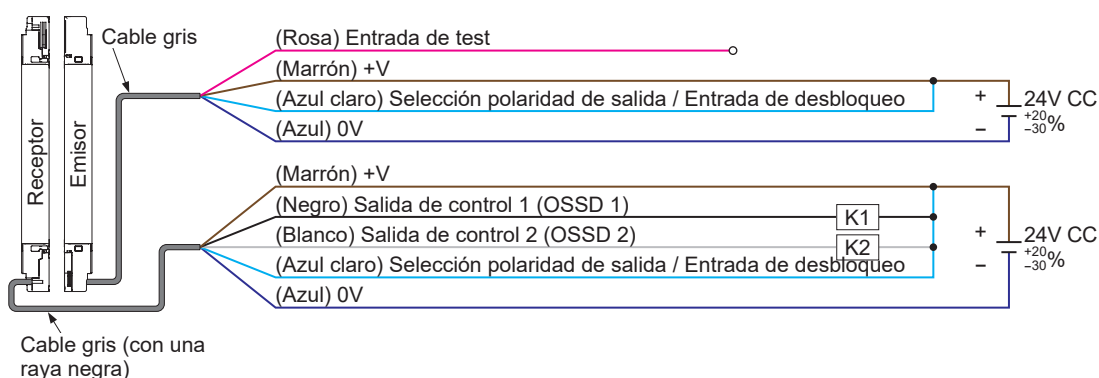 Cable gris
Receptor
Emisor
(Rosa) Entrada de test
(Marrón) +V
(Azul claro) Selección polaridad de salida / Entrada de desbloqueo
(Azul) 0V
+
−
24V CC
+20
−30%
(Marrón) +V
(Negro) Salida de control 1 (OSSD 1)
K1
(Blanco) Salida de control 2 (OSSD 2)
K2
(Azul claro) Selección polaridad de salida / Entrada de desbloqueo
(Azul) 0V
+
−
24V CC
+20
−30%
Cable gris (con una
raya negra)